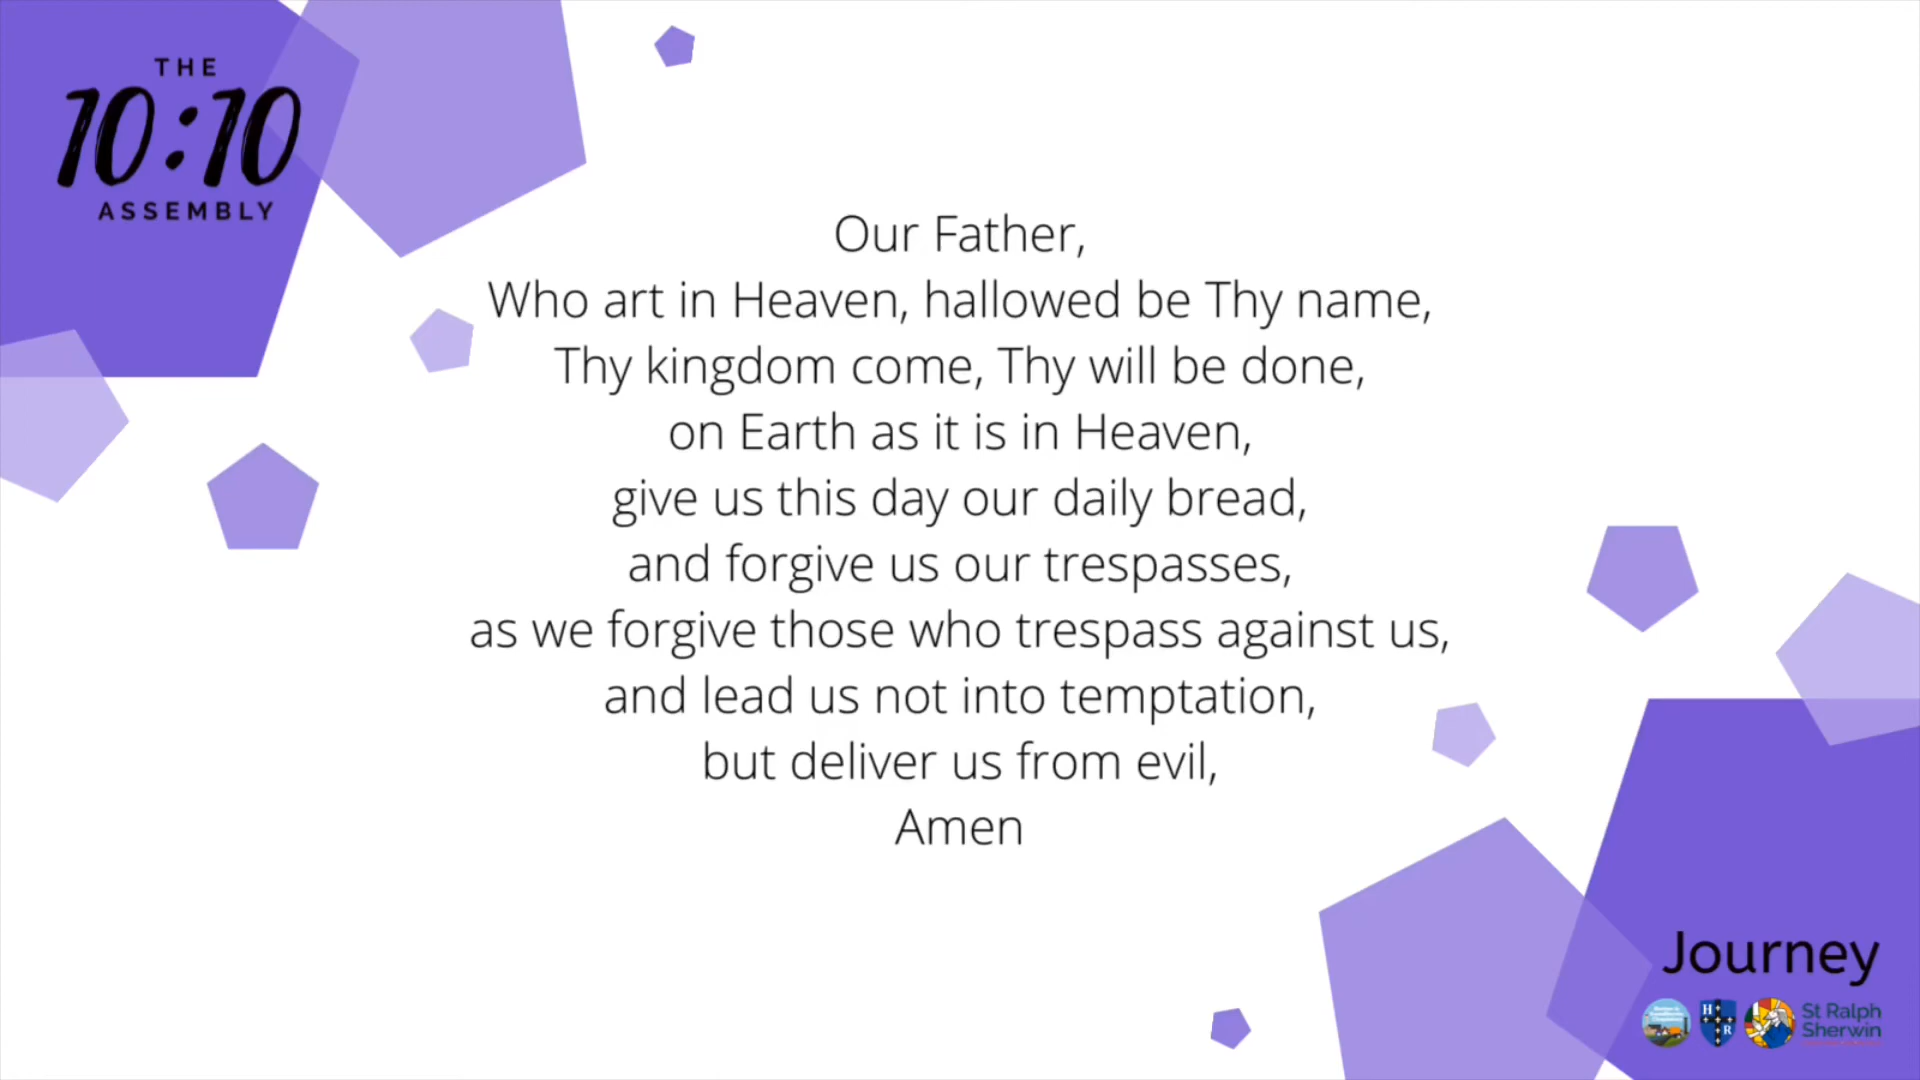 THE
10:10
ASSEMBLY
Our Father,
Who art in Heaven, hallowed be Thy name,
Thy kingdom come, Thy will be done,
on Earth as it is in Heaven,
give us this day our daily bread,
and forgive us our trespasses,
as we forgive those who trespass against us,
and lead us not into temptation,
but deliver us from evil,
Amen
Journey
H
R
St Ralph
Sherwin